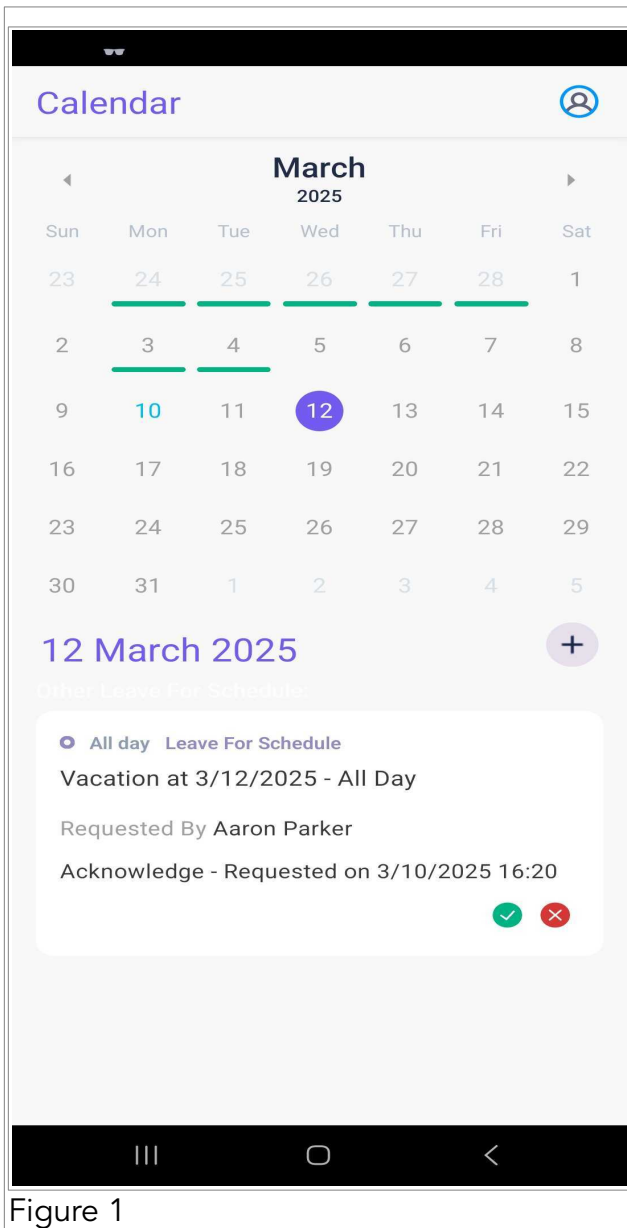 Calendar
March
2025
Sun Mon Tue Wed Thu Fri Sat
23 24 25 26 27 28 1
2 3 4 5 6 7 8
9 10 11 12 13 14 15
16 17 18 19 20 21 22
23 24 25 26 27 28 29
30 31 1 2 3 4 5
12 March 2025
+
Other Leave For Schedule:
All day Leave For Schedule
Vacation at 3/12/2025 - All Day
Requested By Aaron Parker
Acknowledge - Requested on 3/10/2025 16:20
Figure 1